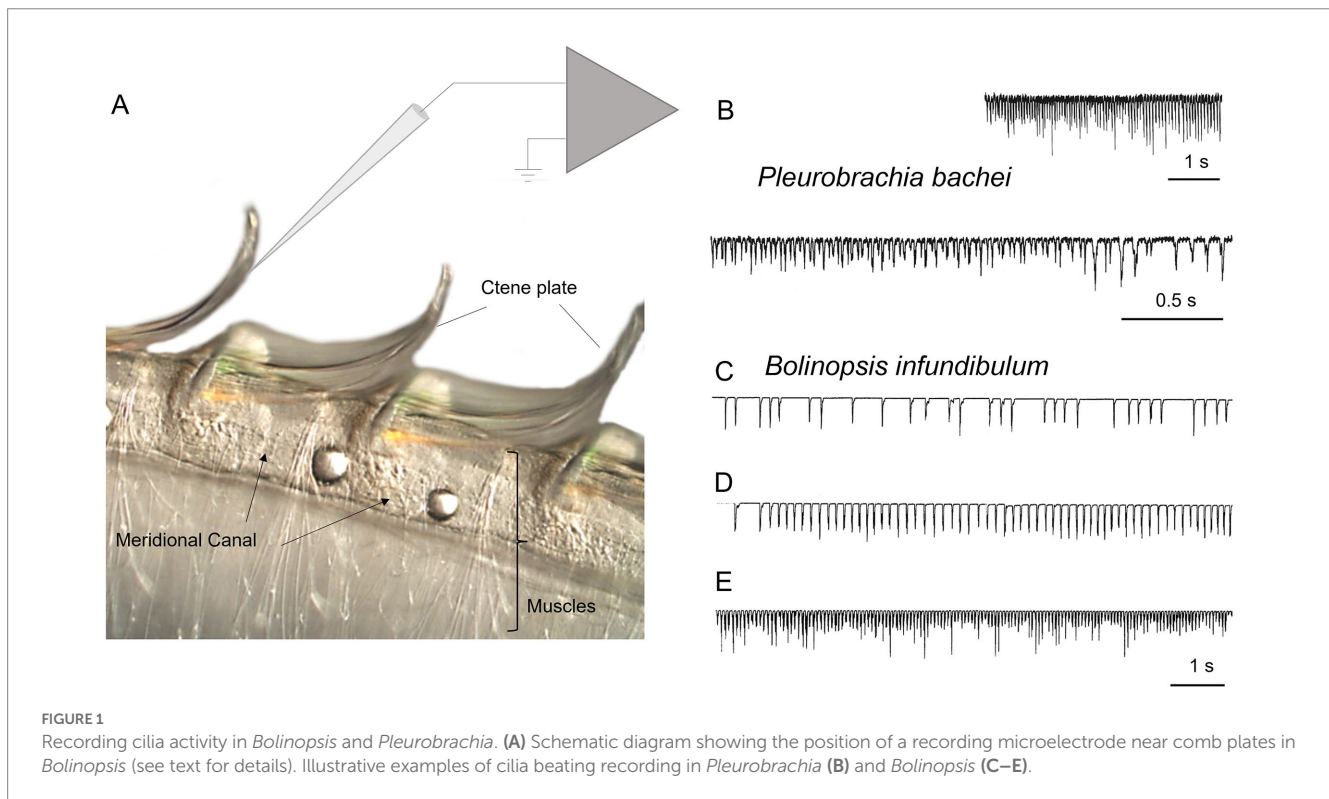 A
B
1 s
Pleurobrachia bachei
0.5 s
Ctene plate
Meridional Canal
Muscles
C
Bolinopsis infundibulum
D
E
1 s
FIGURE 1
Recording cilia activity in Bolinopsis and Pleurobrachia. (A) Schematic diagram showing the position of a recording microelectrode near comb plates in
Bolinopsis (see text for details). Illustrative examples of cilia beating recording in Pleurobrachia (B) and Bolinopsis (C–E).